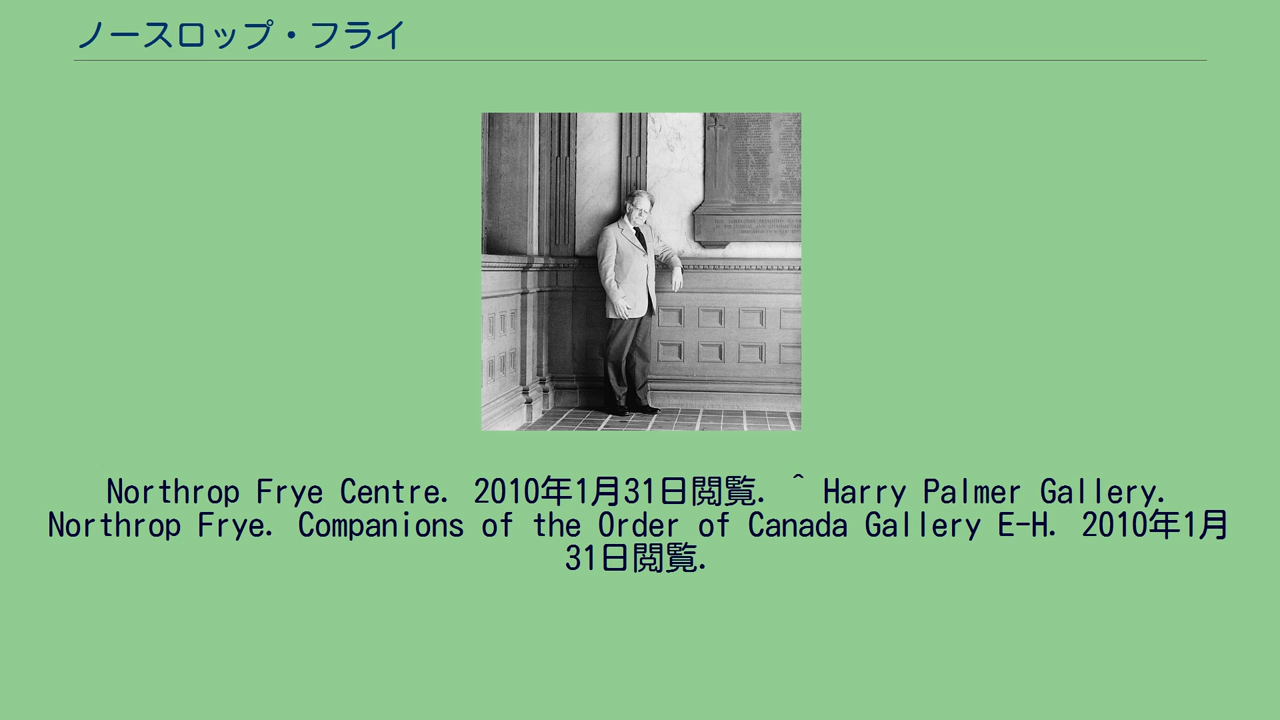 ノースロップ・フライ
Northrop Frye Centre. 2010年1月31日閲覧. ^ Harry Palmer Gallery.
Northrop Frye. Companions of the Order of Canada Gallery E-H. 2010年1月
31日閲覧.